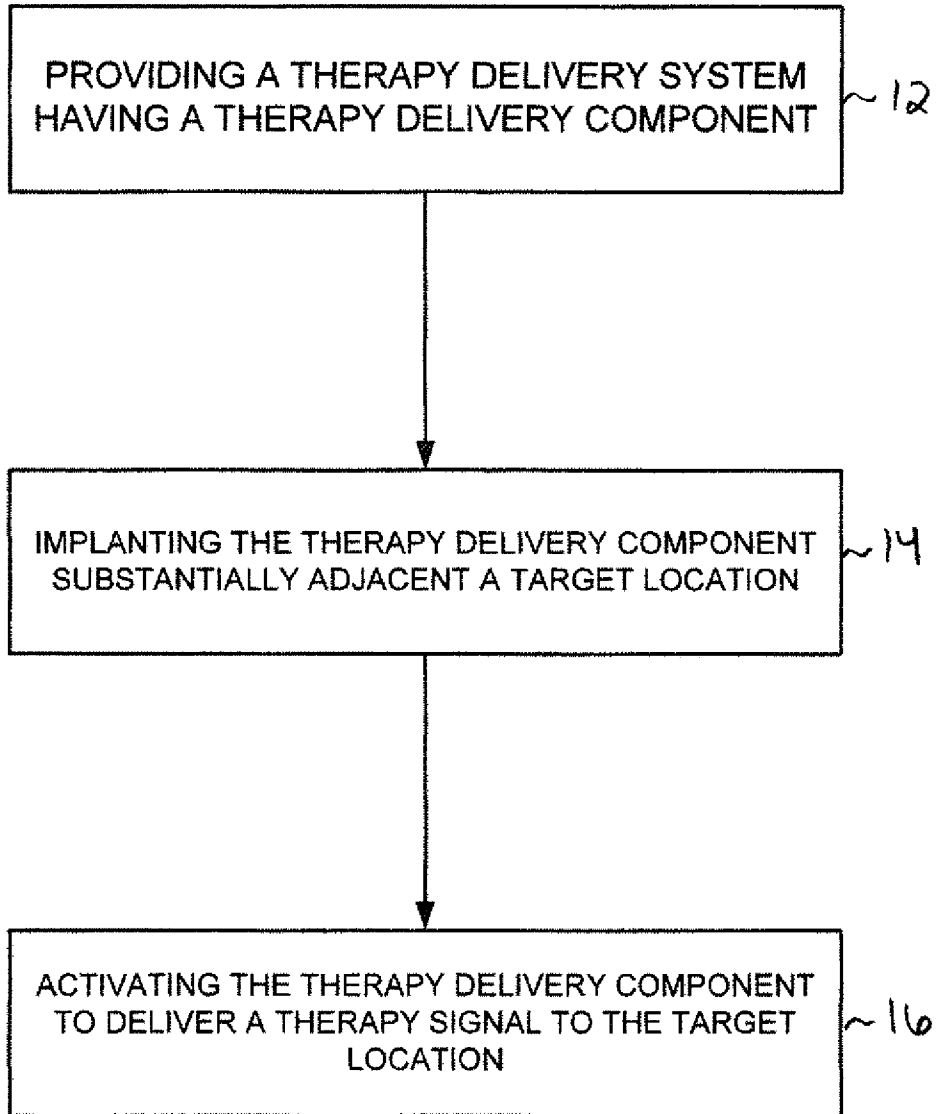 PROVIDING A THERAPY DELIVERY SYSTEM
HAVING A THERAPY DELIVERY COMPONENT
~12
IMPLANTING THE THERAPY DELIVERY COMPONENT
SUBSTANTIALLY ADJACENT A TARGET LOCATION
~14
ACTIVATING THE THERAPY DELIVERY COMPONENT
TO DELIVER A THERAPY SIGNAL TO THE TARGET
LOCATION
~16